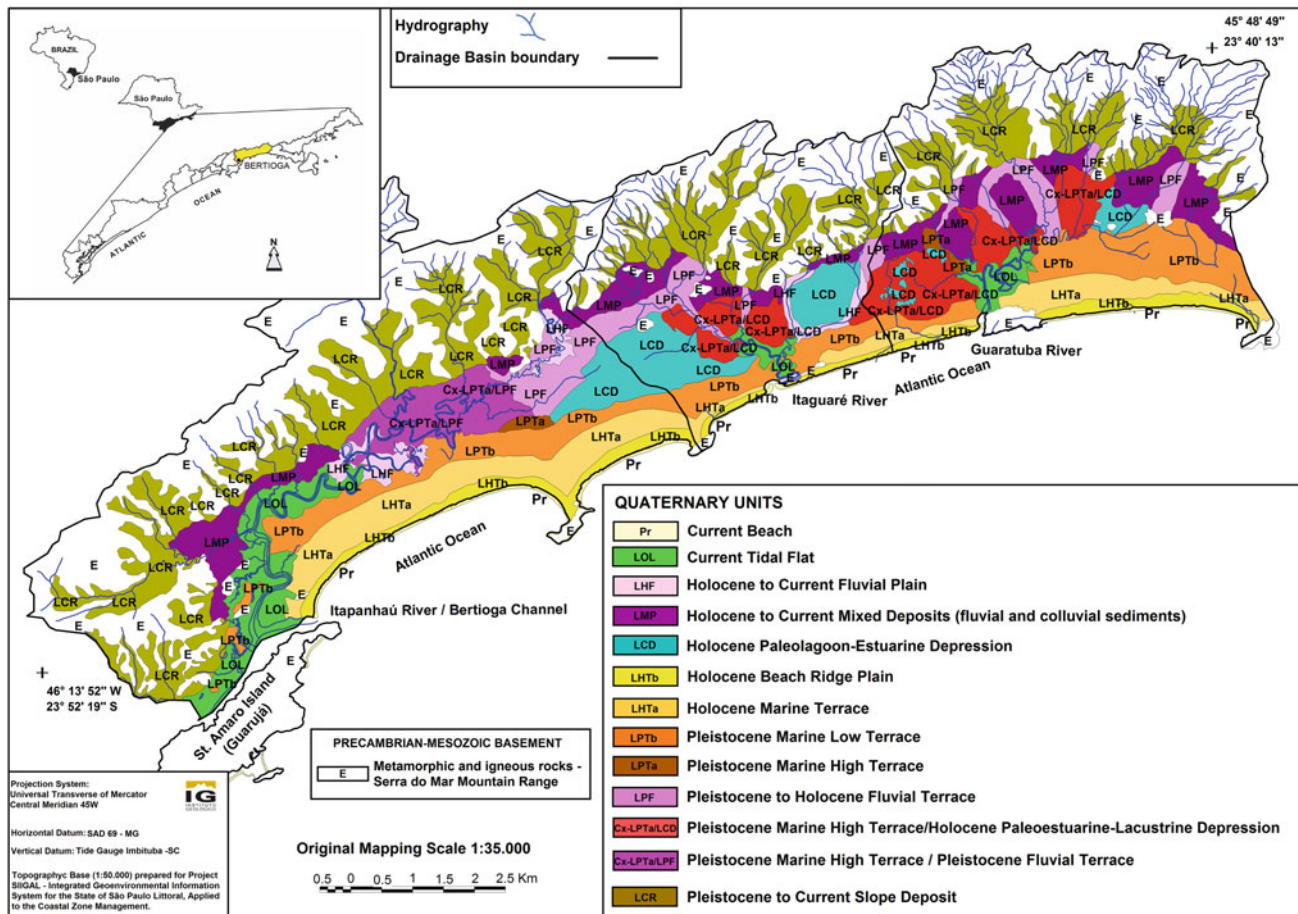 BRAZIL
São Paulo
São Paulo
BERTIOGA
ATLANTIC
OCEAN
N
Hydrography
Drainage Basin boundary
45° 48' 49"
23° 40' 13"
E
LCR
LPF
LMP
Cx-LPTa/LCD
LCD
LPTa
LPTb
LOL
LHTa
LHTb
Pr
LHF
Cx-LPTa/LPF
Guaratuba River
Atlantic Ocean
Itaguaré River
Atlantic Ocean
Itapanhaú River / Bertioga Channel
St. Amaro Island
(Guarujá)
46° 13' 52" W
23° 52' 19" S
PRECAMBRIAN-MESOZOIC BASEMENT
E Metamorphic and igneous rocks -
Serra do Mar Mountain Range
Projection System:
Universal Transverse of Mercator
Central Meridian 45W
IG
INSTITUTO
GEOLÓGICO
Horizontal Datum: SAD 69 - MG
Vertical Datum: Tide Gauge Imbituba -SC
Topographyc Base (1:50.000) prepared for Project
SIIGAL - Integrated Geoenvironmental Information
System for the State of São Paulo Littoral, Applied
to the Coastal Zone Management.
Original Mapping Scale 1:35.000
0.5 0 0.5 1 1.5 2 2.5 Km
QUATERNARY UNITS
Pr Current Beach
LOL Current Tidal Flat
LHF Holocene to Current Fluvial Plain
LMP Holocene to Current Mixed Deposits (fluvial and colluvial sediments)
LCD Holocene Paleolagoon-Estuarine Depression
LHTb Holocene Beach Ridge Plain
LHTa Holocene Marine Terrace
LPTb Pleistocene Marine Low Terrace
LPTa Pleistocene Marine High Terrace
LPF Pleistocene to Holocene Fluvial Terrace
Cx-LPTa/LCD Pleistocene Marine High Terrace/Holocene Paleoestuarine-Lacustrine Depression
Cx-LPTa/LPF Pleistocene Marine High Terrace / Pleistocene Fluvial Terrace
LCR Pleistocene to Current Slope Deposit